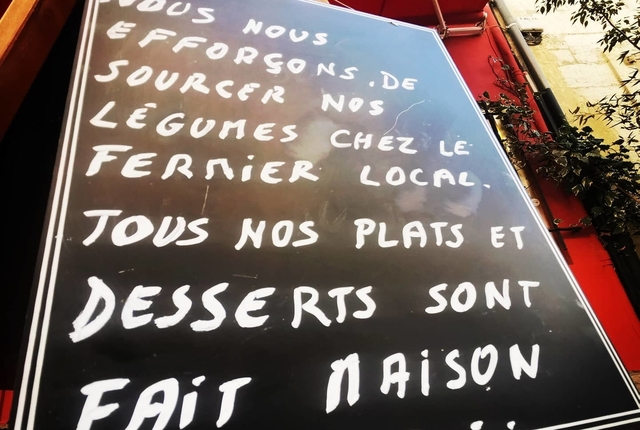 NOUS NOUS
EFFORÇONS.DE
SOURCER NOS
LÉGUMES CHEZ LE
FERMIER LOCAL.
TOUS NOS PLATS ET
DESSERTS SONT
FAiT MAiSON